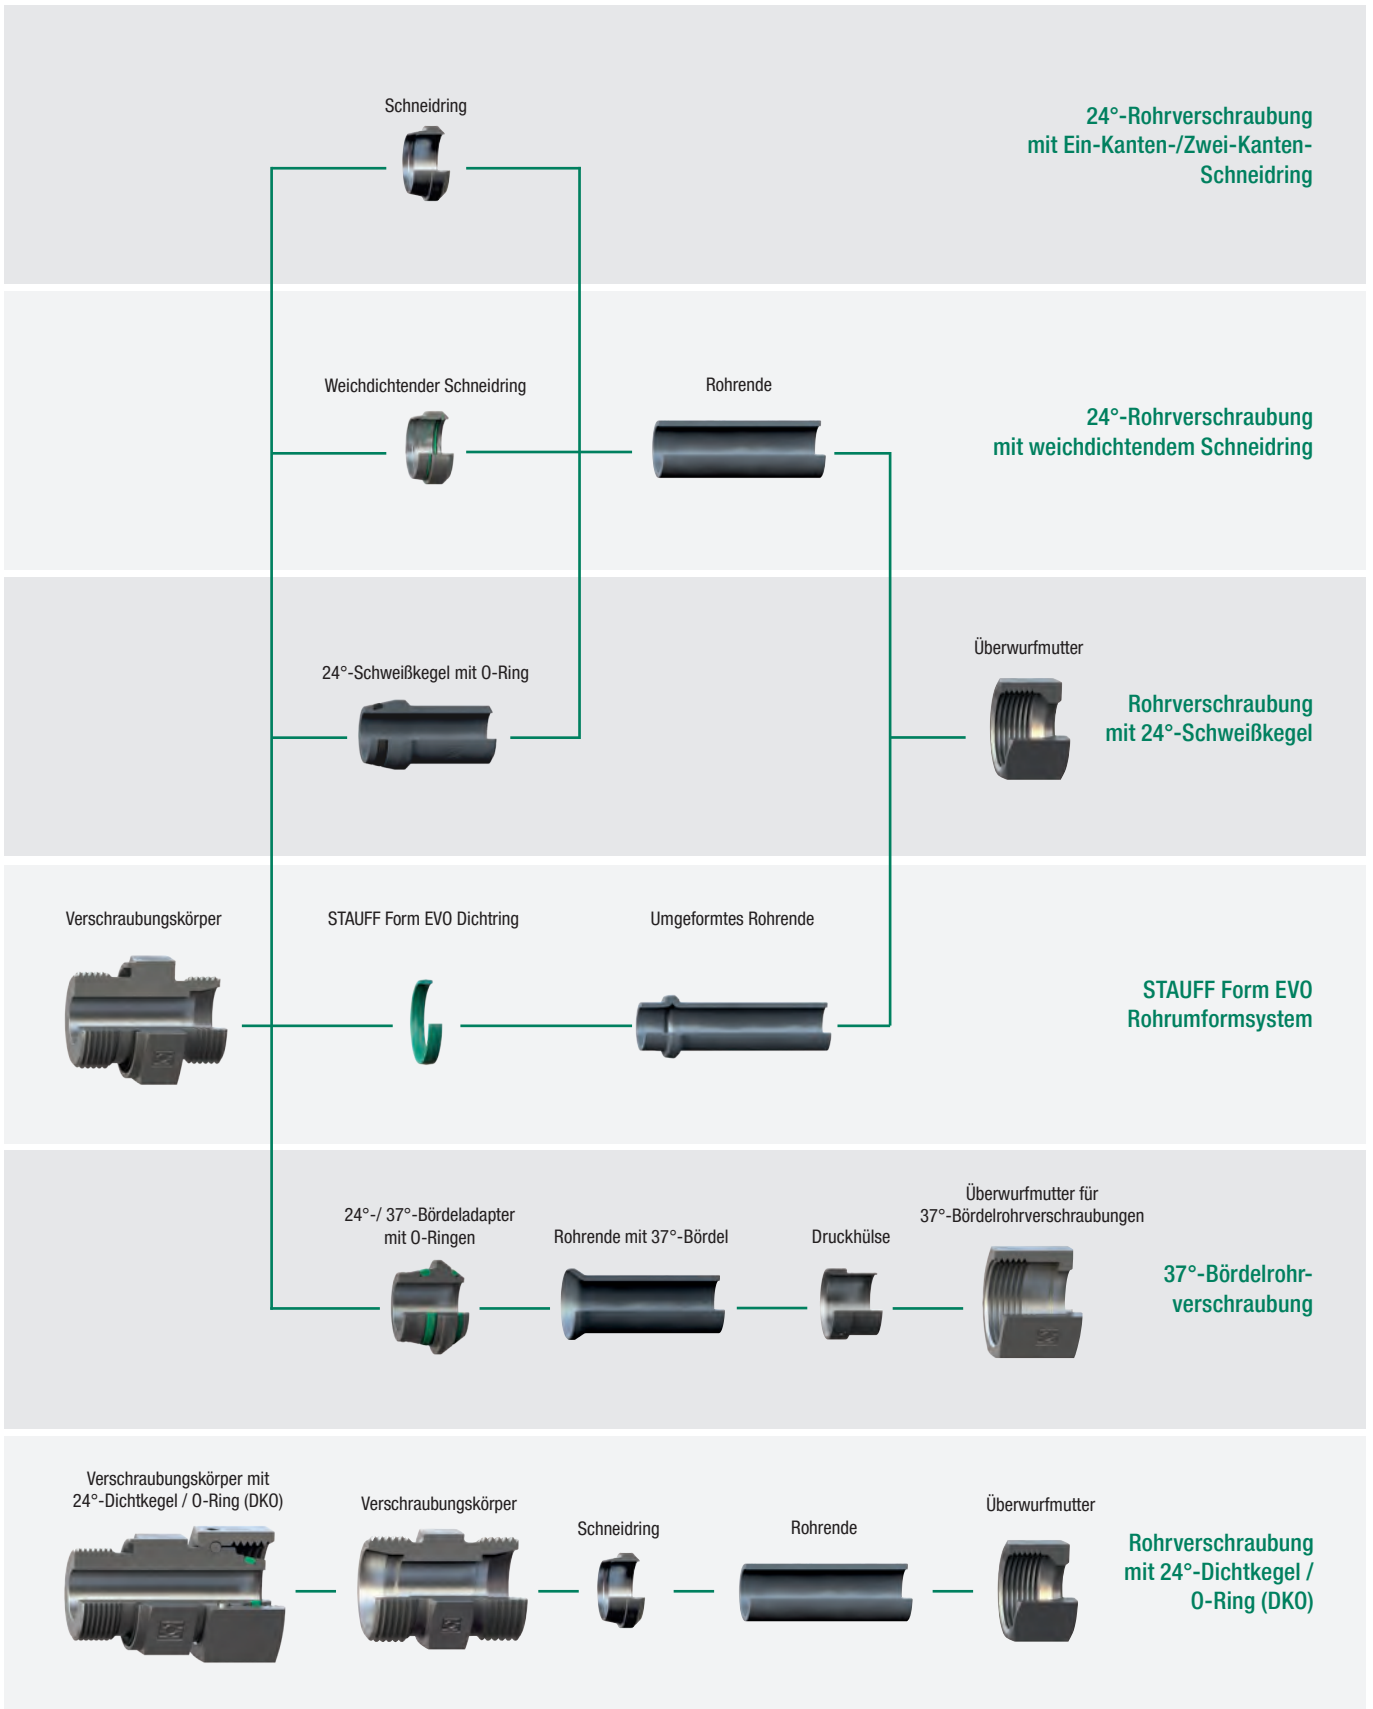 Schneidring
24°-Rohrverschraubung
mit Ein-Kanten-/Zwei-Kanten-
Schneidring
Weichdichtender Schneidring
Rohrende
24°-Rohrverschraubung
mit weichdichtendem Schneidring
24°-Schweißkegel mit O-Ring
Überwurfmutter
Rohrverschraubung
mit 24°-Schweißkegel
Verschraubungskörper
STAUFF Form EVO Dichtring
Umgeformtes Rohrende
STAUFF Form EVO
Rohrumformsystem
24°-/ 37°-Bördeladapter
mit O-Ringen
Rohrende mit 37°-Bördel
Druckhülse
Überwurfmutter für
37°-Bördelrohrverschraubungen
37°-Bördelrohr-
verschraubung
Verschraubungskörper mit
24°-Dichtkegel / O-Ring (DKO)
Verschraubungskörper
Schneidring
Rohrende
Überwurfmutter
Rohrverschraubung
mit 24°-Dichtkegel /
O-Ring (DKO)